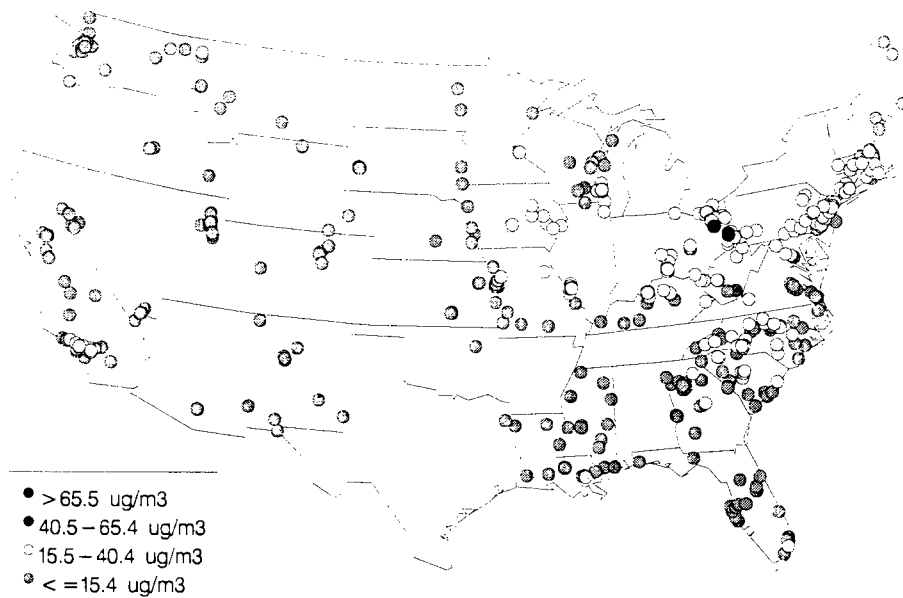 > 65.5 ug/m3
40.5 – 65.4 ug/m3
15.5 – 40.4 ug/m3
< = 15.4 ug/m3